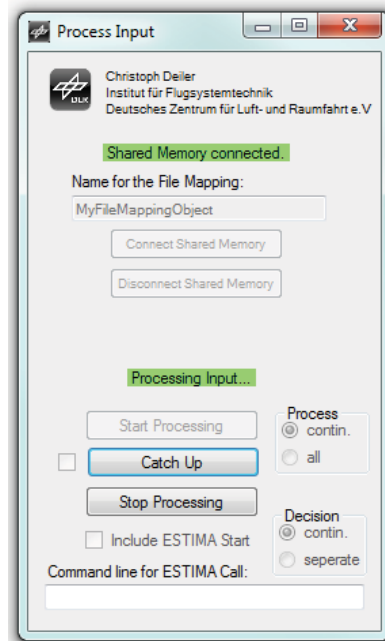 Process Input
DLR
Christoph Deiler
Institut für Flugsystemtechnik
Deutsches Zentrum für Luft- und Raumfahrt e.V
Shared Memory connected.
Name for the File Mapping:
MyFileMappingObject
Connect Shared Memory
Disconnect Shared Memory
Processing Input...
Start Processing
Process
contin.
all
Catch Up
Stop Processing
Include ESTIMA Start
Decision
contin.
seperate
Command line for ESTIMA Call: